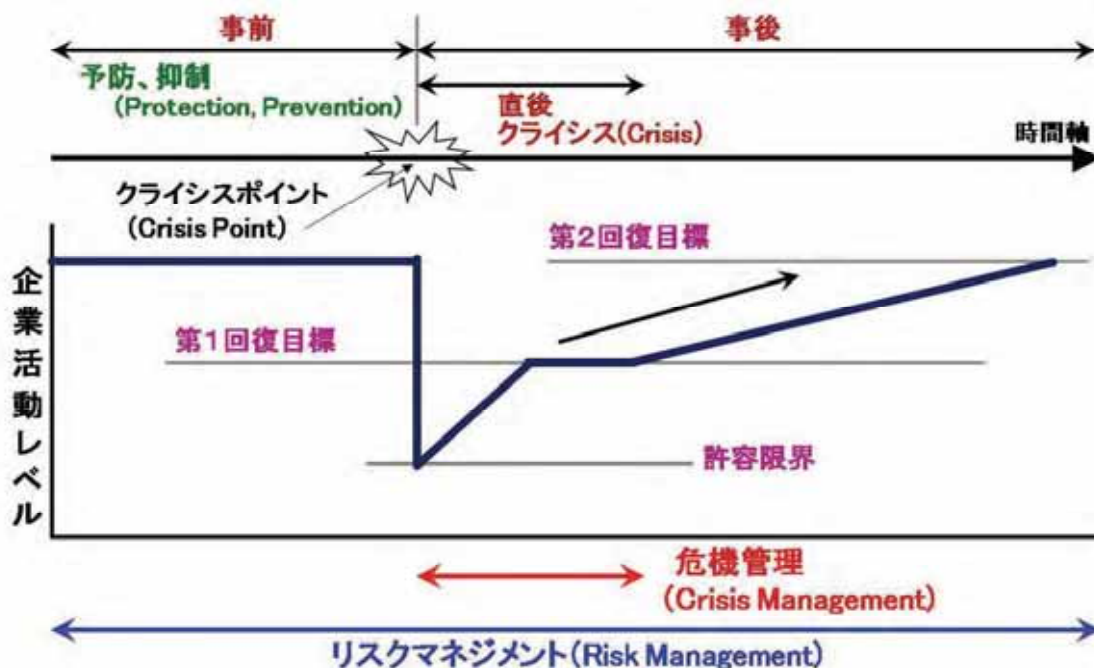 事前
事後
予防、抑制
(Protection, Prevention)
直後
クライシス(Crisis)
時間軸
クライシスポイント
(Crisis Point)
第2回復目標
第1回復目標
許容限界
企業活動レベル
危機管理
(Crisis Management)
リスクマネジメント(Risk Management)